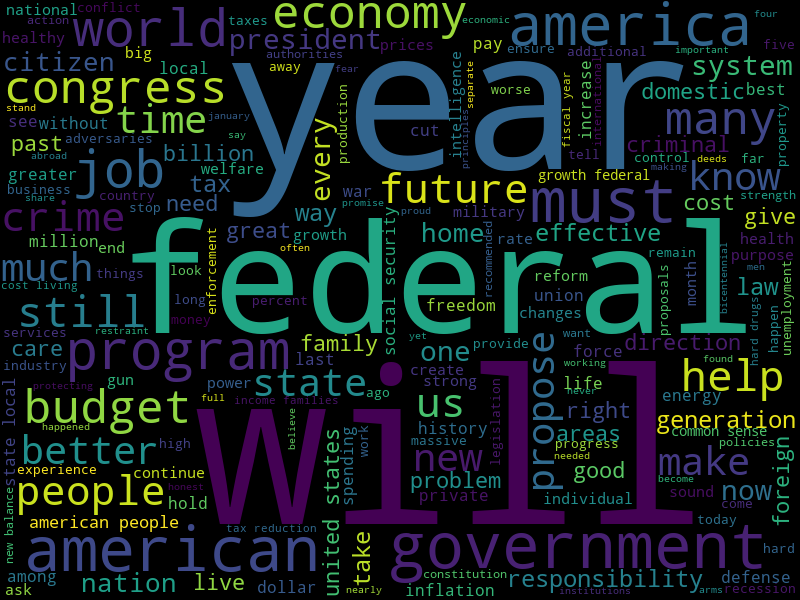 national
conflict
action
taxes
economy
economic
four
healthy
world
president
prices
pay
ensure
america
important
five
citizen
big
local
authorities
away
fear
additional
system
congress
year
worse
separate
increase
international
domestic
best
stand
january
production
intelligence
fiscal year
property
see
without
time
say
cut
many
past
adversaries
every
principles
tell
control
deeds
far
criminal
abroad
greater
job
billion
welfare
growth federal
making
strength
business
share
country
tax
war
promise
future
must
know
crime
stop
need
way
proud
military
cost
give
million
end
great
growth
home
rate
effective
remain
health
much
things
enforcement
often
look
social security
recommended
reform
month
purpose
law
men
cost living
long
percent
federal
freedom
union
changes
proposals
bicentennial
hard drugs
happen
unemployment
still
services
restraint
money
yet
want
care
program
family
last
one
provide
propose
force
direction
industry
protecting
gun
power
state
ago
create
strong
working
never
found
life
energy
help
state local
budget
full
income families
will
us
legislation
right
generation
happened
better
high
believe
spending
work
history
massive
new
areas
progress
needed
common sense
policies
experience
continue
problem
good
make
become
foreign
people
honest
hold
private
individual
sound
come
now
new balance
american people
tax reduction
united states
today
american
take
government
hard
among
nation
live
dollar
nearly
constitution
inflation
responsibility
institutions
defense
arms
recession
ask